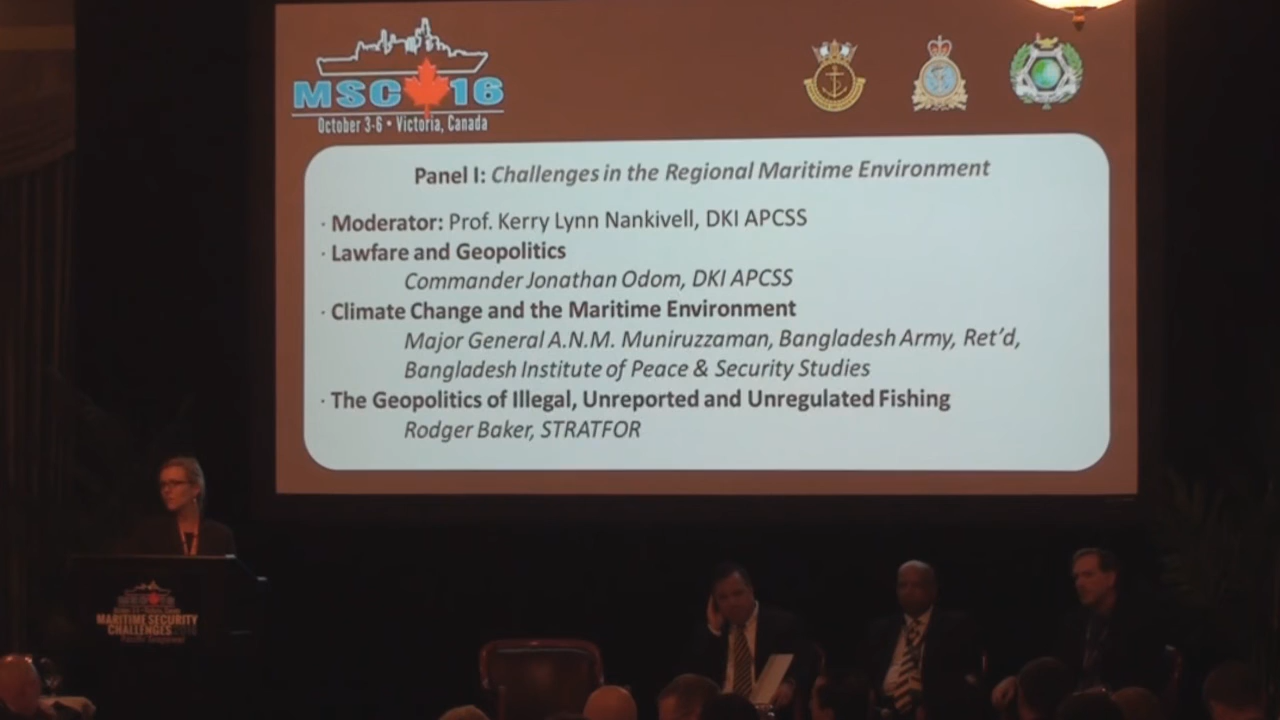 MSC 16
October 3-6 • Victoria, Canada
Panel I: Challenges in the Regional Maritime Environment
· Moderator: Prof. Kerry Lynn Nankivell, DKI APCSS
· Lawfare and Geopolitics
Commander Jonathan Odom, DKI APCSS
· Climate Change and the Maritime Environment
Major General A.N.M. Muniruzzaman, Bangladesh Army, Ret'd,
Bangladesh Institute of Peace & Security Studies
· The Geopolitics of Illegal, Unreported and Unregulated Fishing
Rodger Baker, STRATFOR
MARITIME SECURITY
CHALLENGES